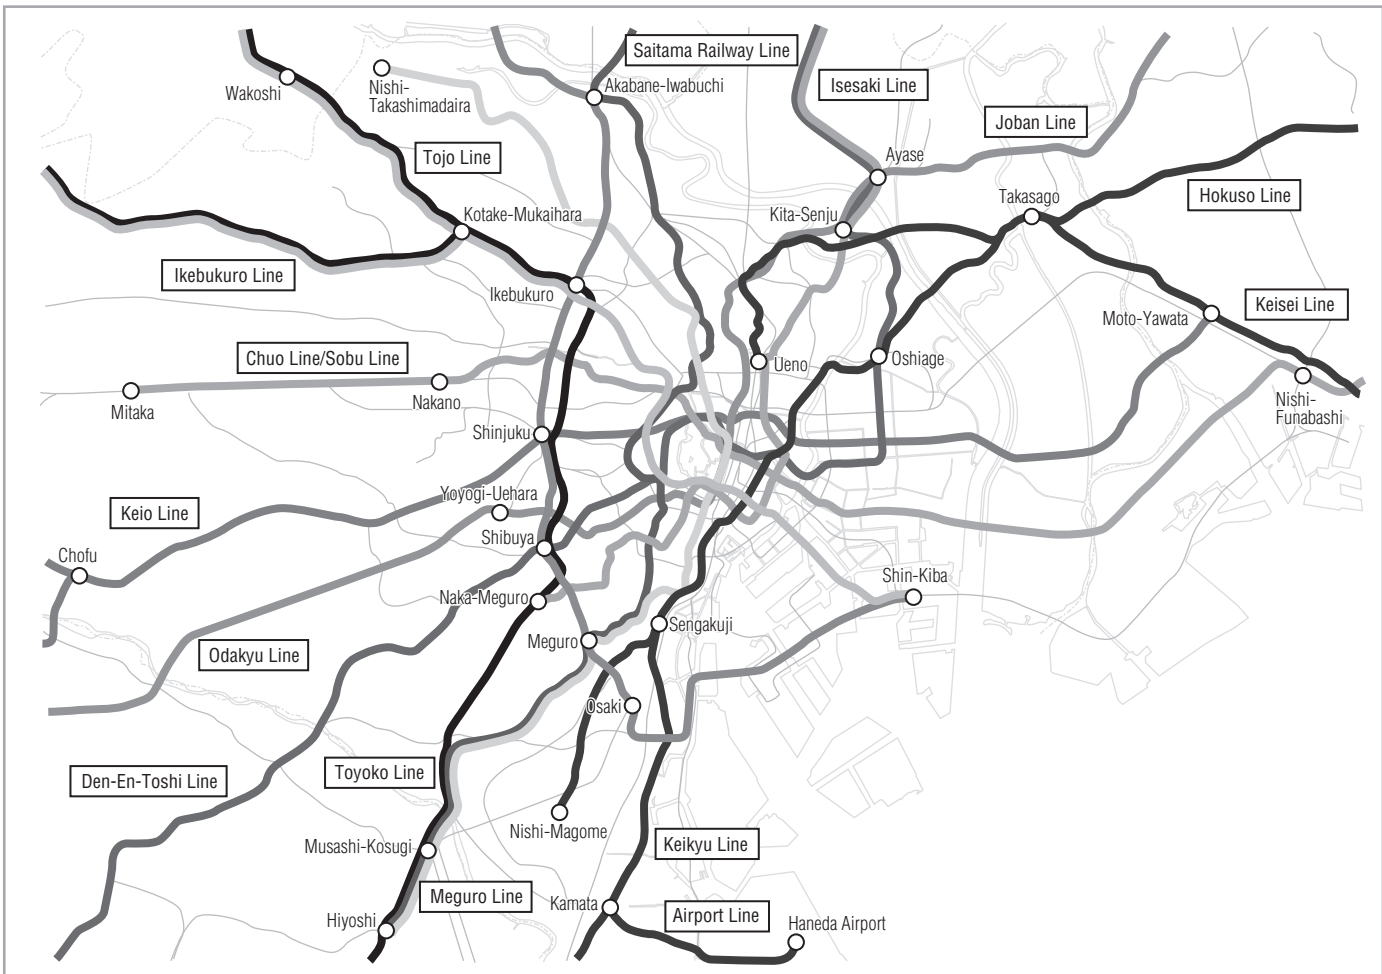 Saitama Railway Line
Wakoshi
Nishi-
Takashimadaira
Akabane-Iwabuchi
Isesaki Line
Joban Line
Tojo Line
Ayase
Takasago
Hokuso Line
Kotake-Mukaihara
Kita-Senju
Ikebukuro Line
Ikebukuro
Keisei Line
Moto-Yawata
Chuo Line/Sobu Line
Ueno
Oshiage
Mitaka
Nakano
Nishi-
Funabashi
Shinjuku
Yoyogi-Uehara
Keio Line
Shibuya
Chofu
Shin-Kiba
Naka-Meguro
Sengakuji
Meguro
Odakyu Line
Osaki
Den-En-Toshi Line
Toyoko Line
Nishi-Magome
Musashi-Kosugi
Keikyu Line
Meguro Line
Kamata
Airport Line
Hiyoshi
Haneda Airport